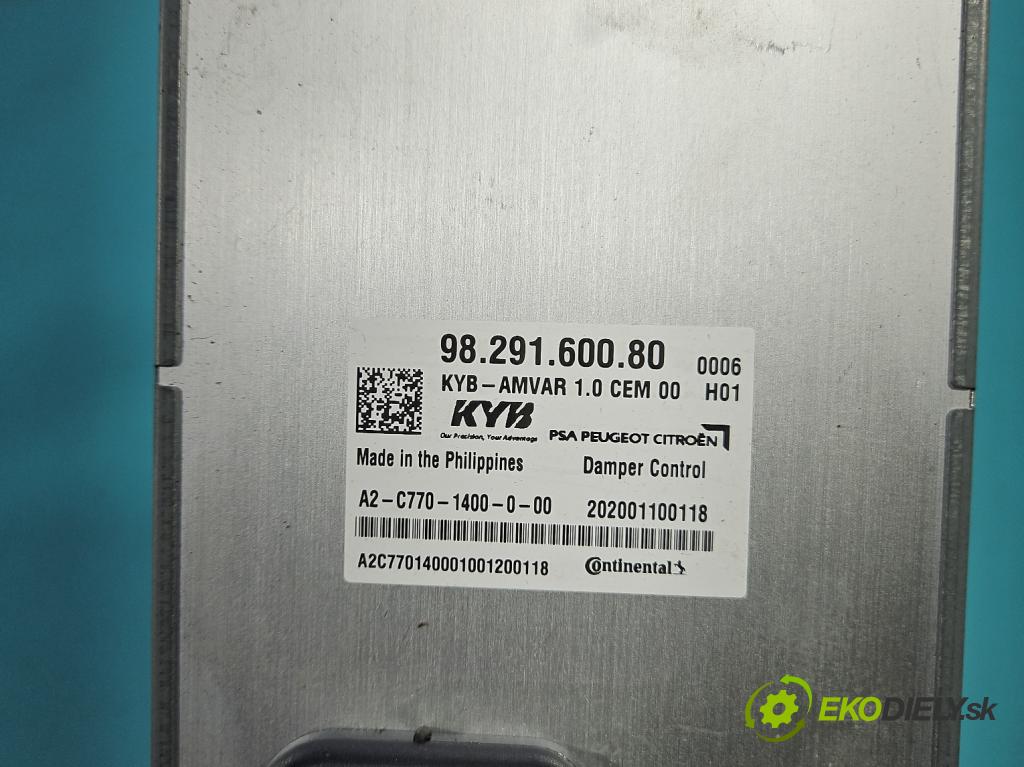 98.291.600.80 0006
KYB-AMVAR 1.0 CEM 00 H01
KYB
Our Precision, Your Advantage
PSA PEUGEOT CITROËN
Made in the Philippines Damper Control
A2-C770-1400-0-00 202001100118
A2C770140001001200118 Continental
EKODIELY.sk